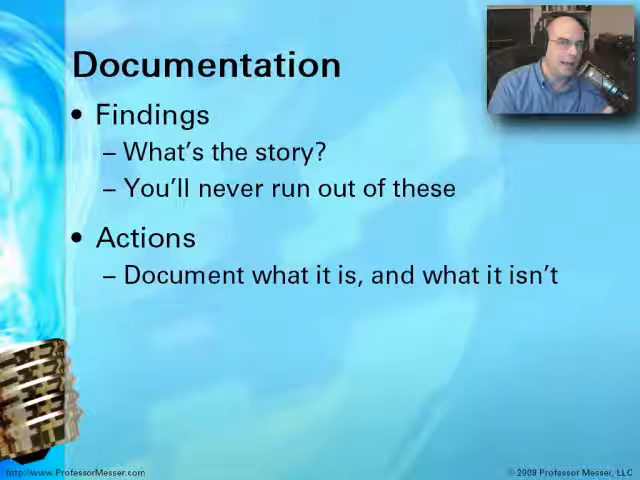 Documentation
• Findings
– What's the story?
– You'll never run out of these
• Actions
– Document what it is, and what it isn't
http://www.ProfessorMesser.com
© 2008 Professor Messer, LLC